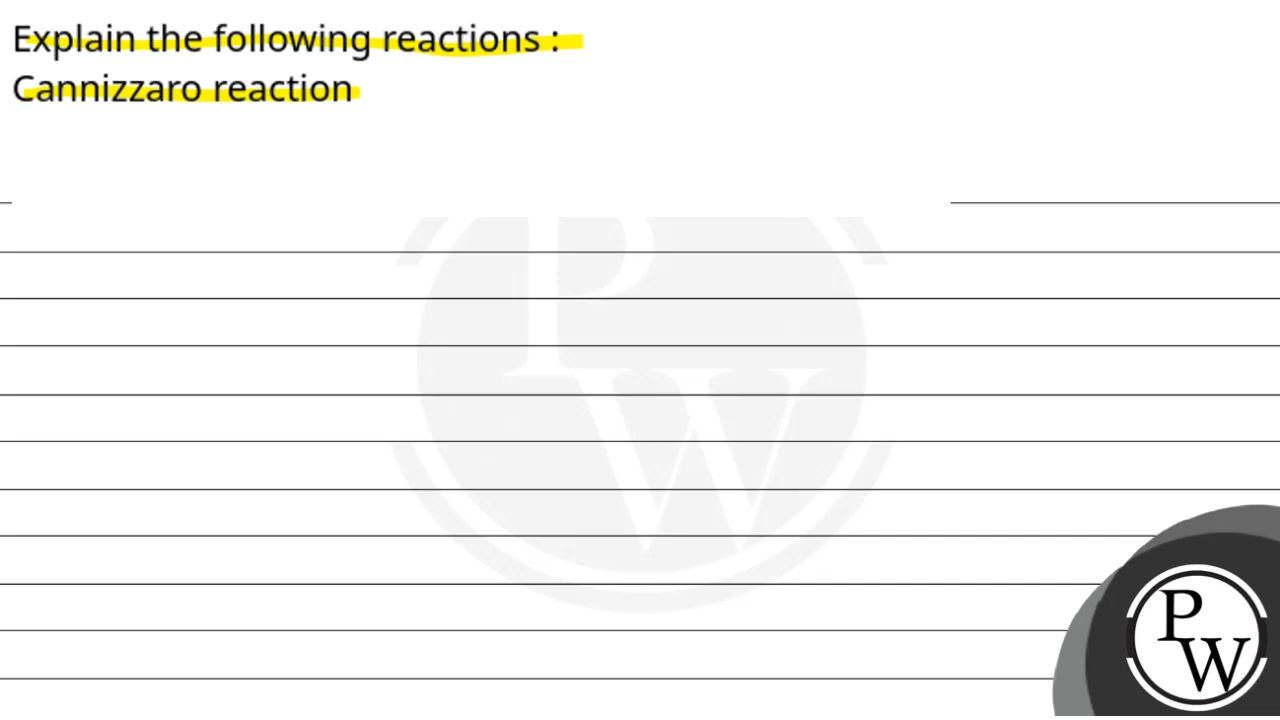 Explain the following reactions :
Cannizzaro reaction
P
W
P
W